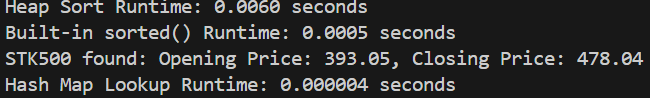 Heap Sort Runtime: 0.0060 seconds
Built-in sorted() Runtime: 0.0005 seconds
STK500 found: Opening Price: 393.05, Closing Price: 478.04
Hash Map Lookup Runtime: 0.000004 seconds